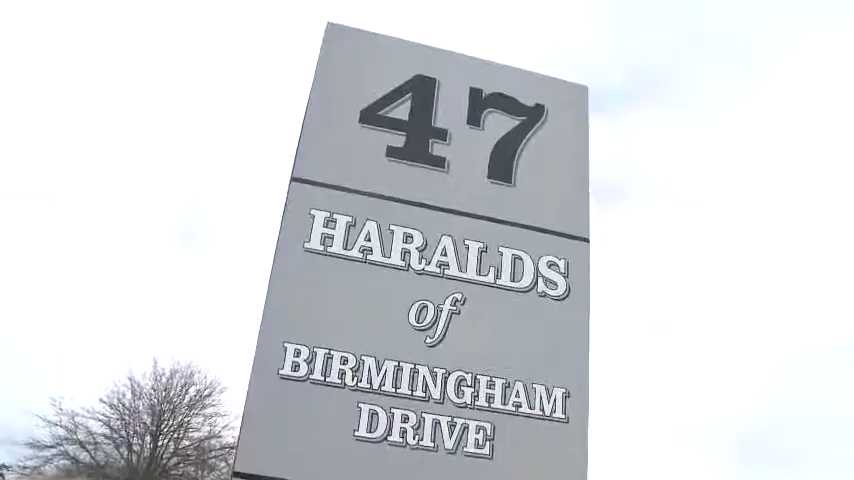 47
HARALDS
of
BIRMINGHAM
DRIVE